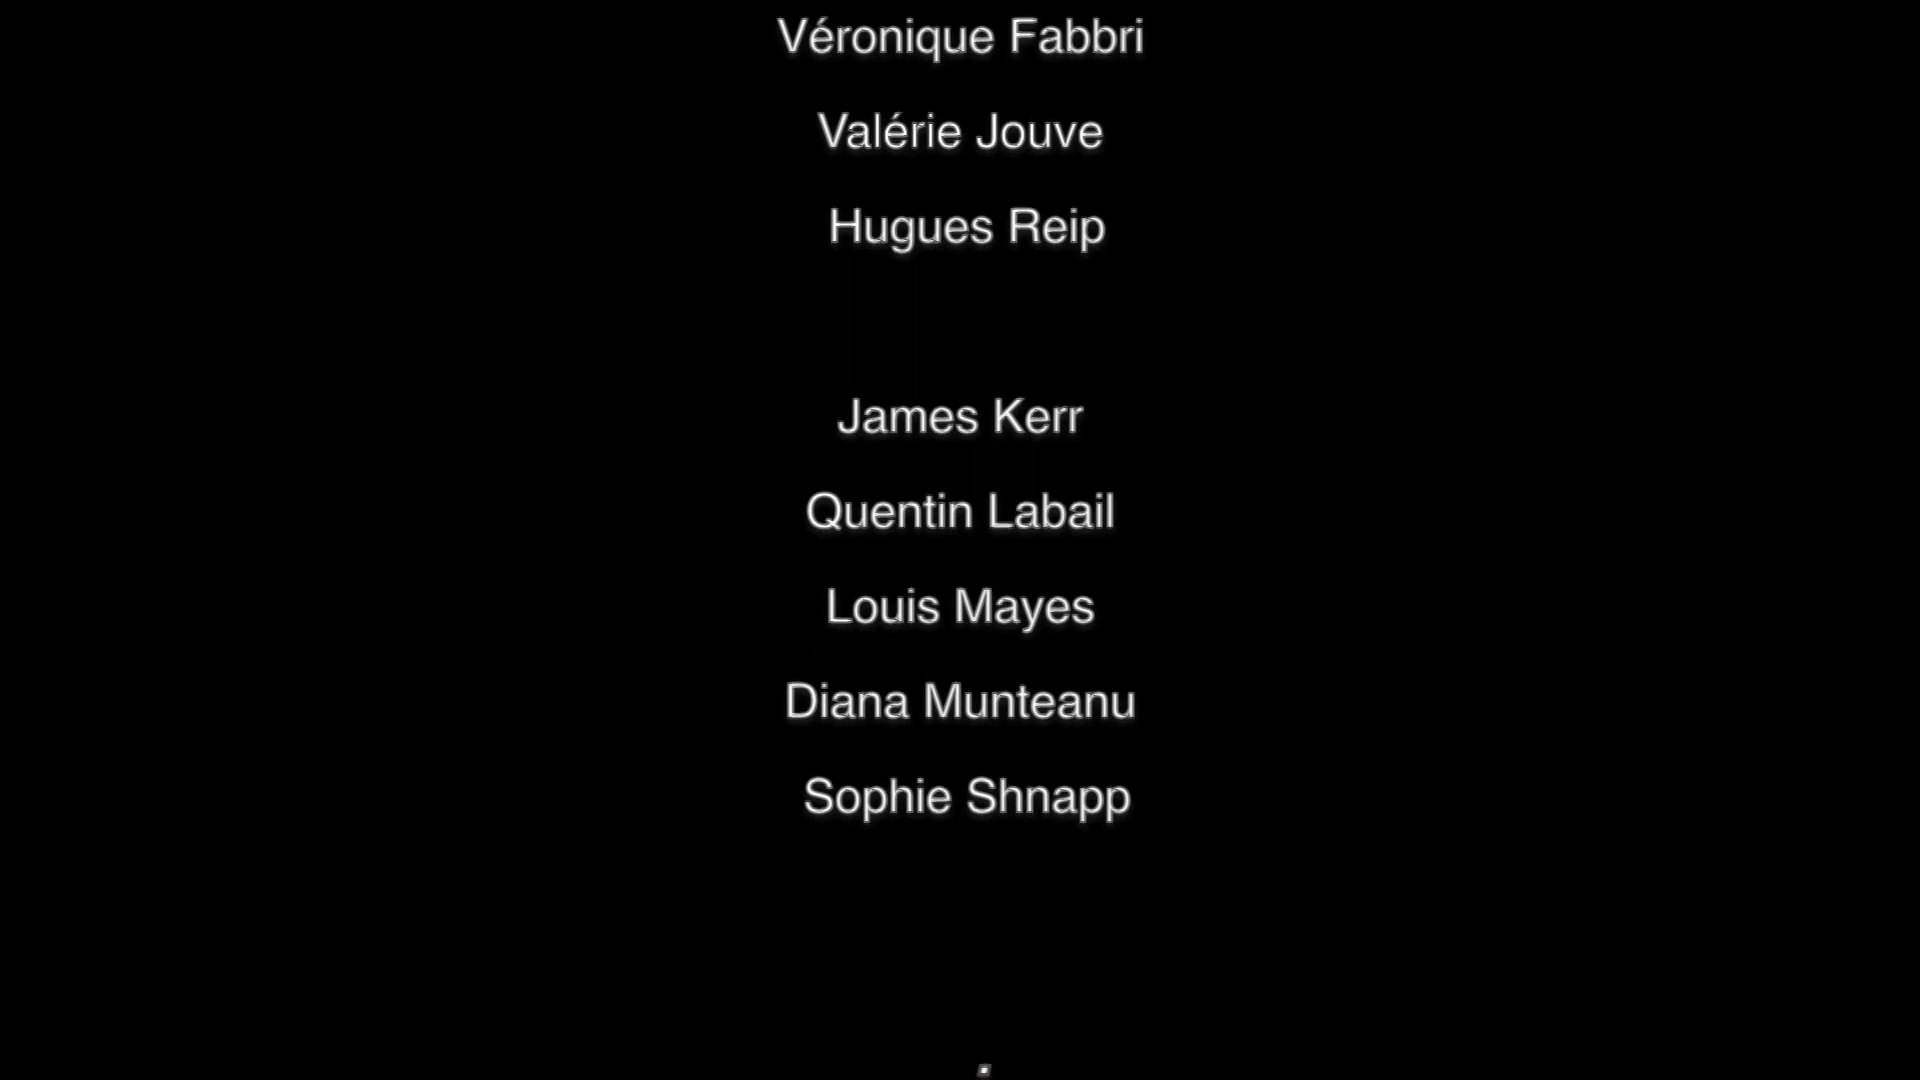 Véronique Fabbri
Valérie Jouve
Hugues Reip
James Kerr
Quentin Labail
Louis Mayes
Diana Munteanu
Sophie Shnapp